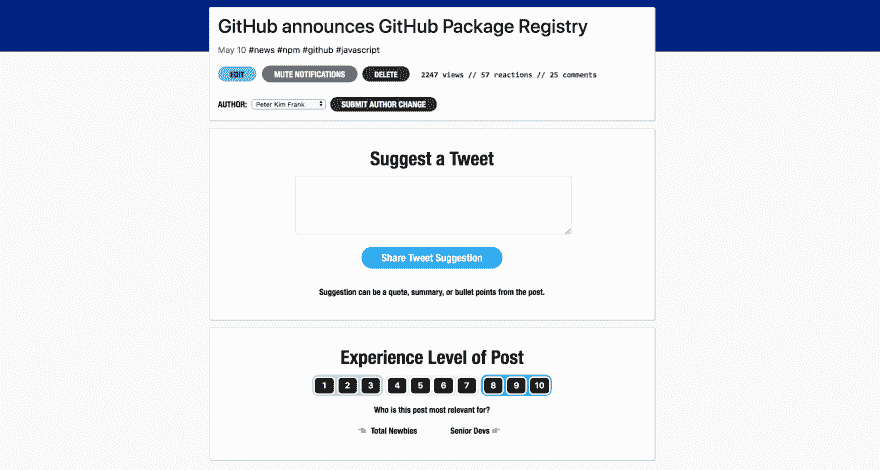 GitHub announces GitHub Package Registry
May 10 #news #npm #github #javascript
EDIT MUTE NOTIFICATIONS DELETE 2247 views // 57 reactions // 25 comments
AUTHOR: Peter Kim Frank SUBMIT AUTHOR CHANGE
Suggest a Tweet
Share Tweet Suggestion
Suggestion can be a quote, summary, or bullet points from the post.
Experience Level of Post
1 2 3 4 5 6 7 8 9 10
Who is this post most relevant for?
Total Newbies Senior Devs